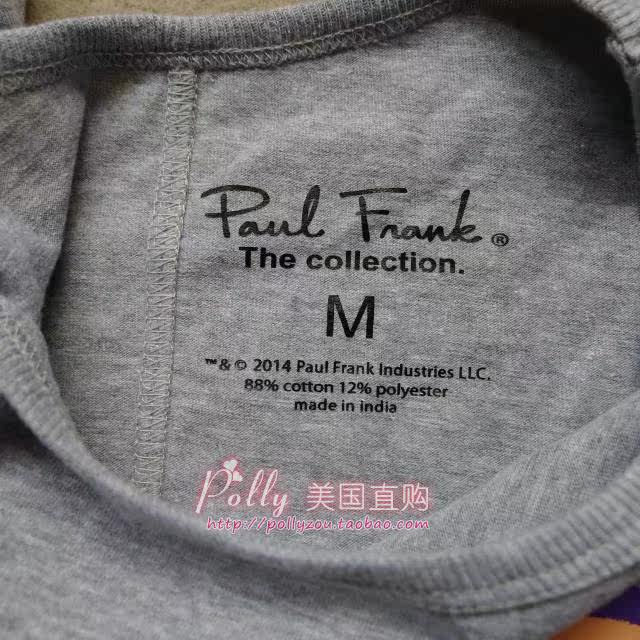 Paul Frank®
The collection.
M
™& © 2014 Paul Frank Industries LLC.
88% cotton 12% polyester
made in india
Polly 美国直购
http://pollyzou.taobao.com